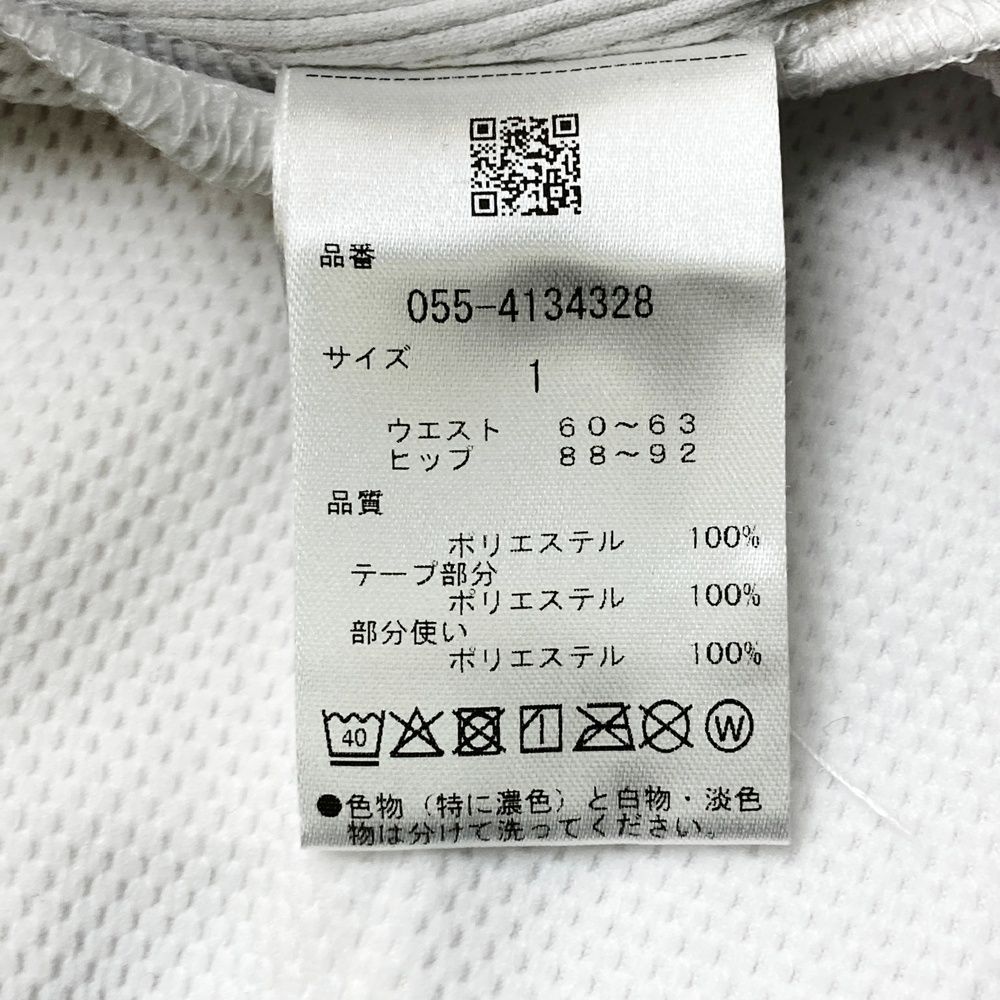 品番
055-4134328
サイズ
1
ウエスト 60〜63
ヒップ 88〜92
品質
ポリエステル 100%
テープ部分
ポリエステル 100%
部分使い
ポリエステル 100%
40 W
●色物（特に濃色）と白物・淡色
物は分けて洗ってください。